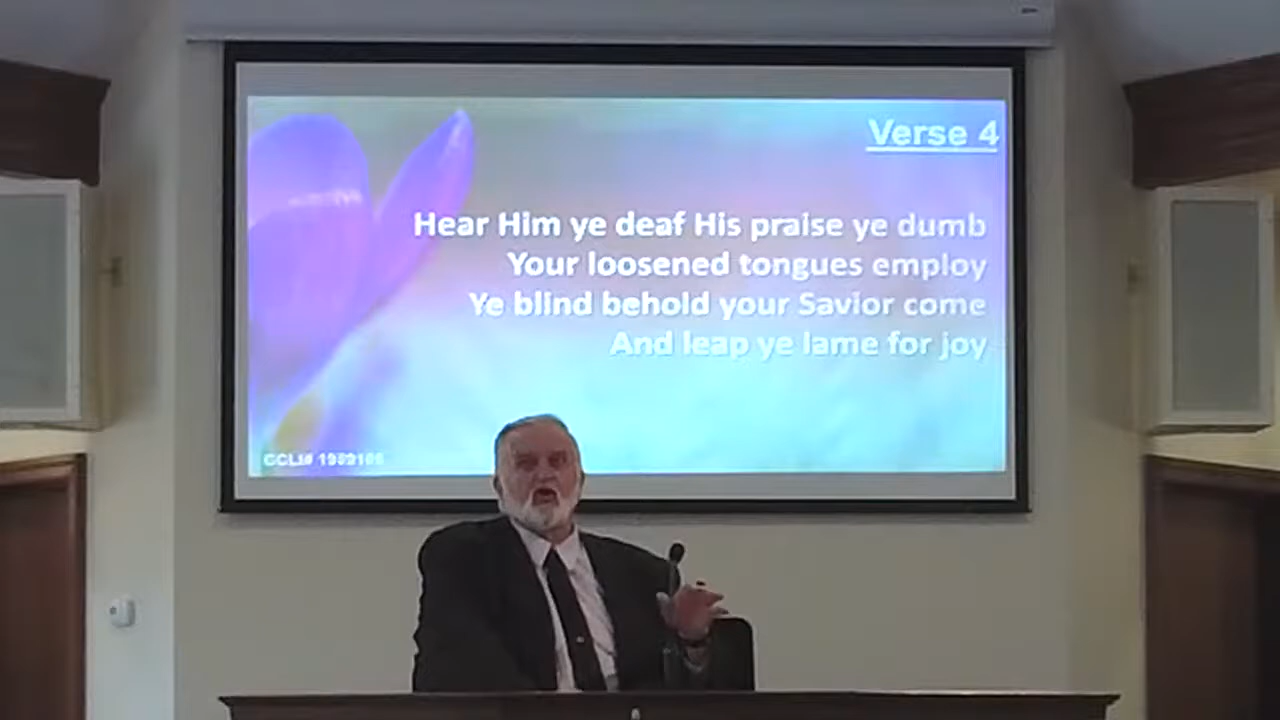 Verse 4
Hear Him ye deaf His praise ye dumb
Your loosened tongues employ
Ye blind behold your Savior come
And leap ye lame for joy
CCLI#